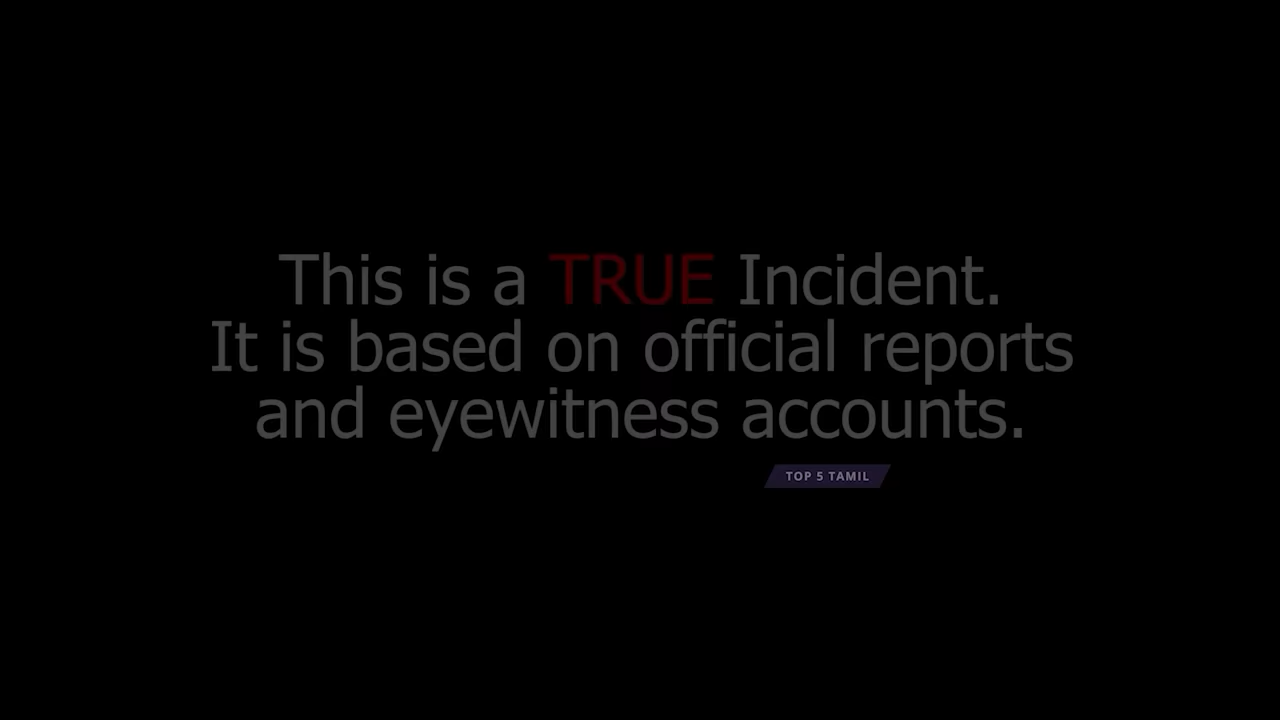 This is a TRUE Incident.
It is based on official reports
and eyewitness accounts.
TOP 5 TAMIL